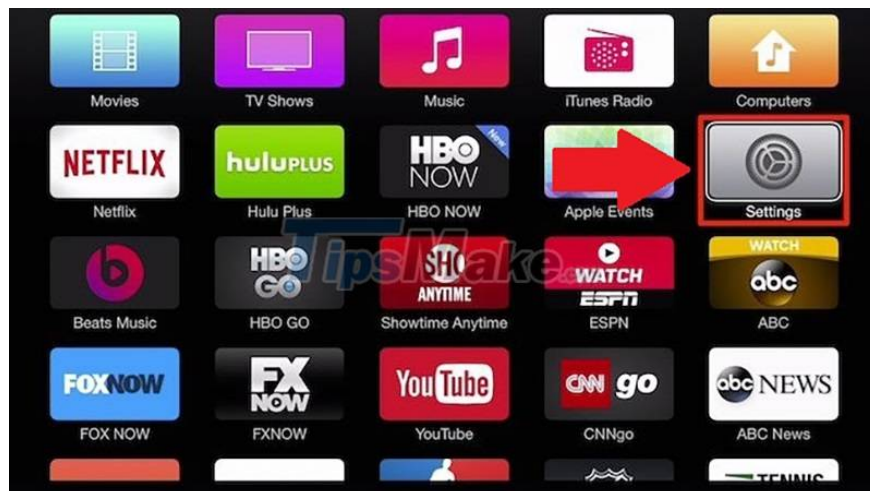 Movies
TV Shows
Music
iTunes Radio
Computers
NETFLIX
huluPLUS
HBO
NOW
New
Netflix
Hulu Plus
HBO NOW
Apple Events
Settings
TipsMake
HBO
GO
SHO
ANYTIME
WATCH
ESPN
WATCH
abc
Beats Music
HBO GO
Showtime Anytime
ESPN
ABC
FOXNOW
FX
NOW
YouTube
CNN go
abc NEWS
FOX NOW
FXNOW
YouTube
CNNgo
ABC News
TENNIS